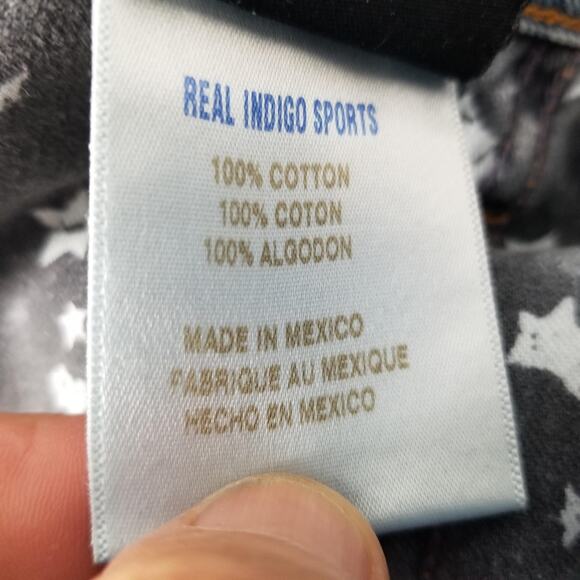 REAL INDIGO SPORTS
100% COTTON
100% COTON
100% ALGODON
MADE IN MEXICO
FABRIQUE AU MEXIQUE
HECHO EN MEXICO